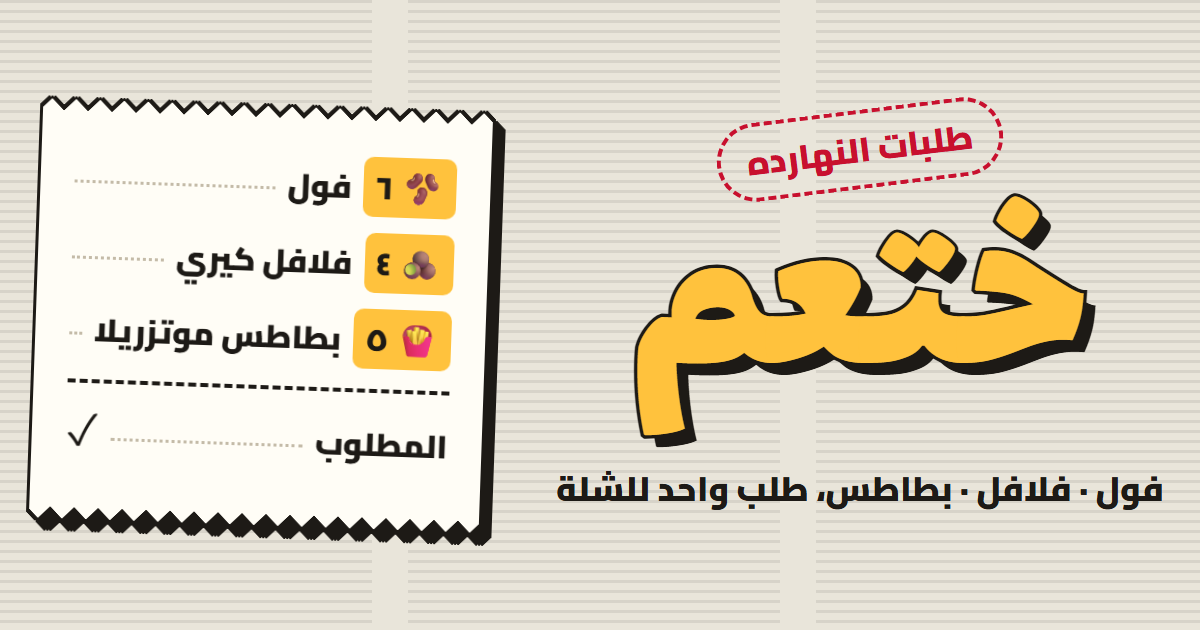 طلبات النهارده
ختعم
فول · فلافل · بطاطس، طلب واحد للشلة
٦ فول
٤ فلافل كيري
٥ بطاطس موتزريلا
المطلوب ✓